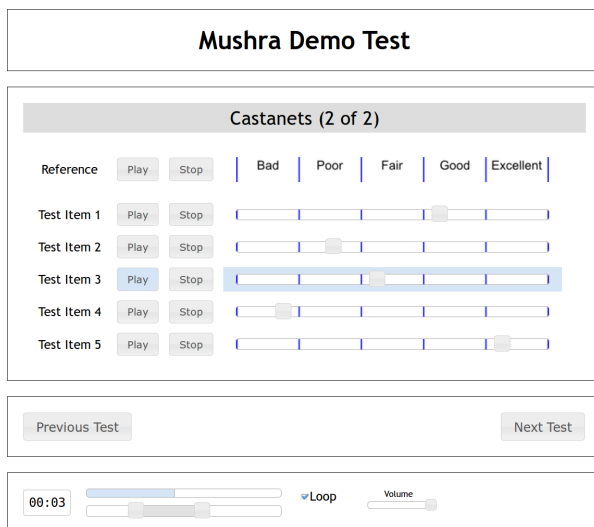 Mushra Demo Test
Castanets (2 of 2)
Reference Play Stop Bad Poor Fair Good Excellent
Test Item 1 Play Stop
Test Item 2 Play Stop
Test Item 3 Play Stop
Test Item 4 Play Stop
Test Item 5 Play Stop
Previous Test Next Test
00:03 Loop Volume